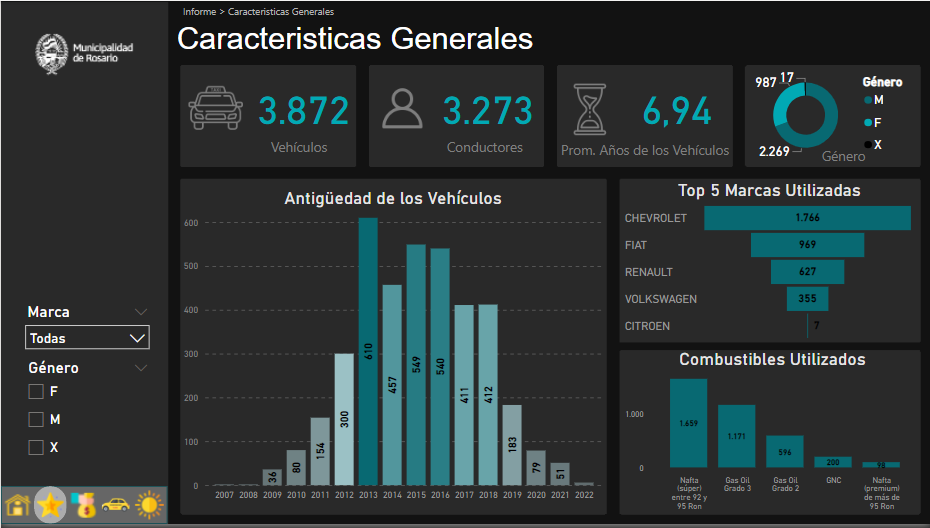 Informe > Caracteristicas Generales
Caracteristicas Generales
Municipalidad
de Rosario
3.872
Vehículos
3.273
Conductores
6,94
Prom. Años de los Vehículos
987
17
2.269
Género
M
F
X
Género
Antigüedad de los Vehículos
600
500
400
300
200
100
0
36
80
154
300
610
457
549
540
411
412
183
79
51
2007 2008 2009 2010 2011 2012 2013 2014 2015 2016 2017 2018 2019 2020 2021 2022
Top 5 Marcas Utilizadas
CHEVROLET 1.766
FIAT 969
RENAULT 627
VOLKSWAGEN 355
CITROEN 7
Combustibles Utilizados
1.000
0
1.659
1.171
596
200
98
Nafta
(súper)
entre 92 y
95 Ron
Gas Oil
Grado 3
Gas Oil
Grado 2
GNC
Nafta
(premium)
de más de
95 Ron
Marca
Todas
Género
F
M
X